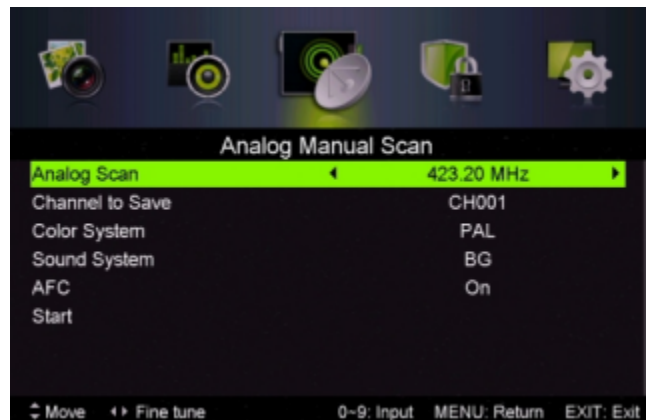 Analog Manual Scan
Analog Scan 423.20 MHz
Channel to Save CH001
Color System PAL
Sound System BG
AFC On
Start
Move Fine tune 0~9: Input MENU: Return EXIT: Exit